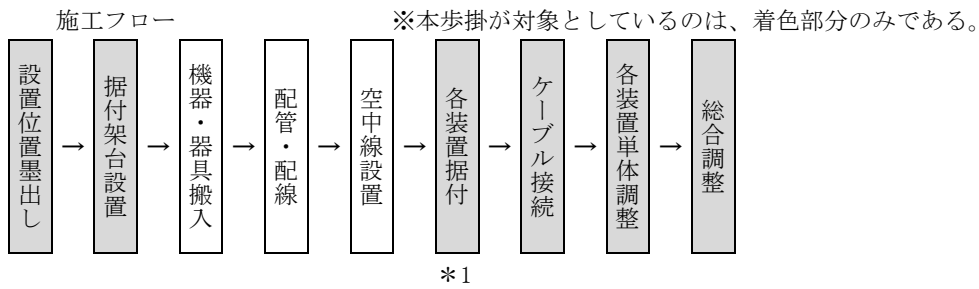 施工フロー
※本歩掛が対象としているのは、着色部分のみである。
設置位置墨出し
→
据付架台設置
→
機器・器具搬入
→
配管・配線
→
空中線設置
→
各装置据付
→
ケーブル接続
→
各装置単体調整
→
総合調整
＊1